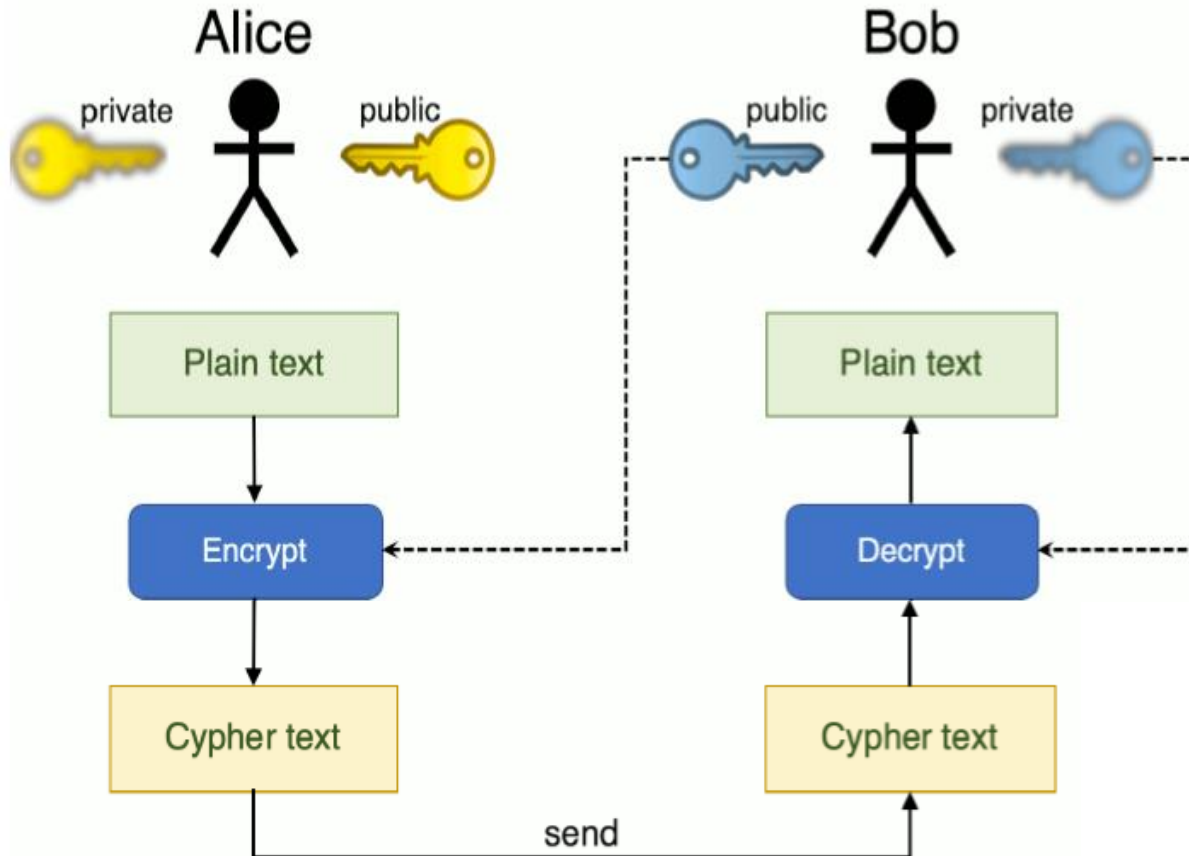 Alice
Bob
private
public
public
private
Plain text
Plain text
Encrypt
Decrypt
Cypher text
Cypher text
send